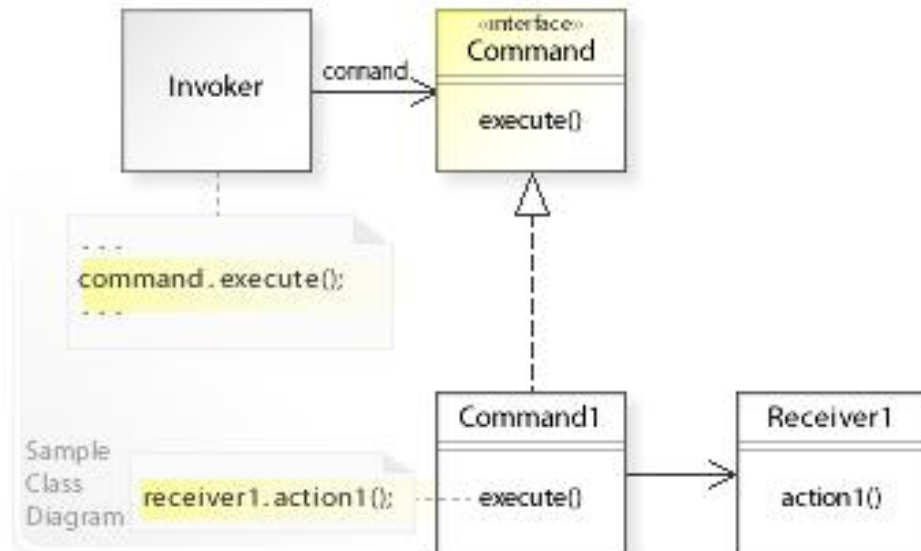 Invoker
command
«interface»
Command
execute()
- - -
command.execute();
- - -
Command1
execute()
Receiver1
action1()
Sample
Class
Diagram
receiver1.action1();